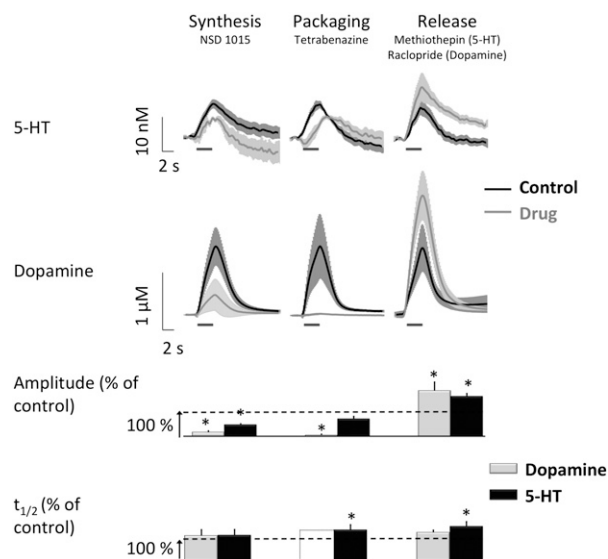 Synthesis
NSD 1015
Packaging
Tetrabenazine
Release
Methiothepin (5-HT)
Raclopride (Dopamine)
5-HT
10 nM
2 s
Control
Drug
Dopamine
1 µM
2 s
Amplitude (% of
control)
100 %
* * * * *
Dopamine
5-HT
t1/2 (% of
control)
100 %
* *